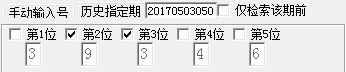 手动输入号 历史指定期 20170503050 仅检索该期前
第1位 第2位 第3位 第4位 第5位
3 9 3 4 6